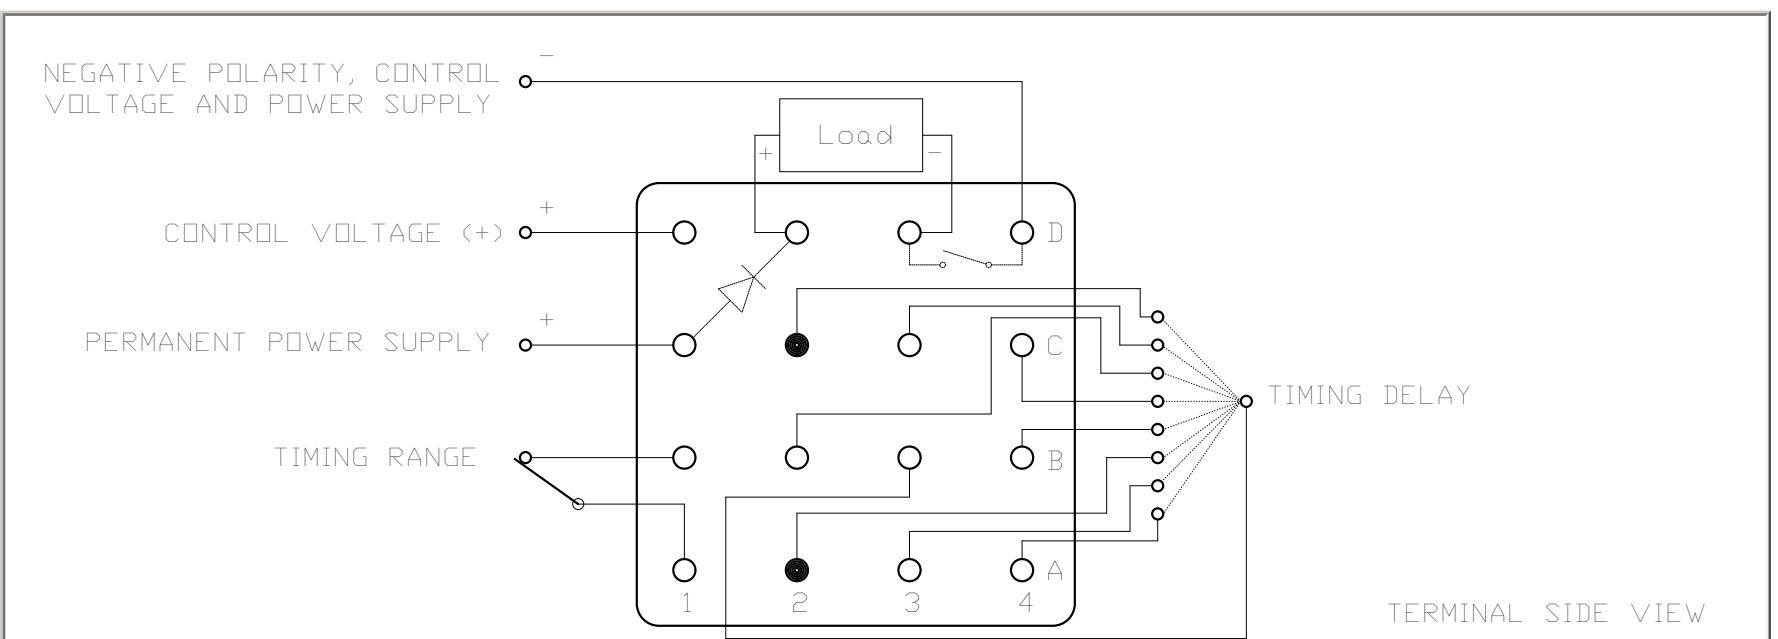 −
NEGATIVE POLARITY, CONTROL
VOLTAGE AND POWER SUPPLY
Load
+ −
+
CONTROL VOLTAGE (+)
D
+
PERMANENT POWER SUPPLY
C
TIMING DELAY
TIMING RANGE
B
A
1 2 3 4
TERMINAL SIDE VIEW